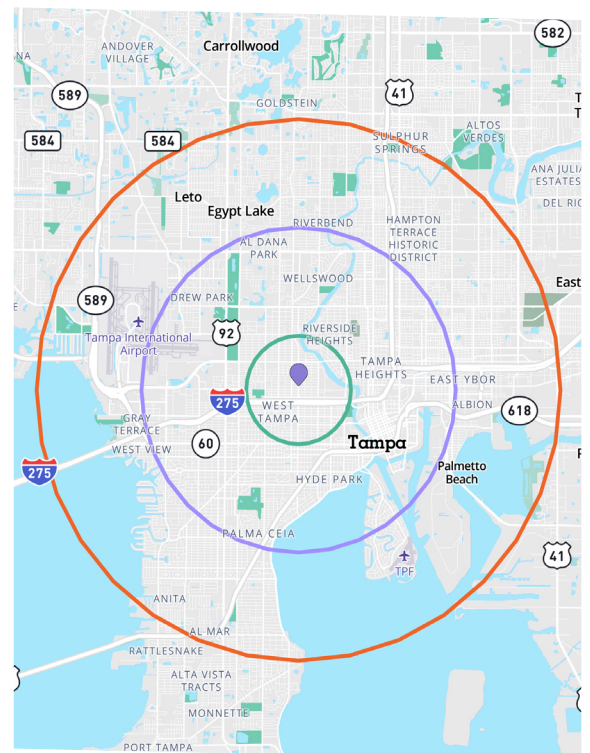 582
ANDOVER
VILLAGE
Carrollwood
NA
589
41
GOLDSTEIN
T
T
584
584
SULPHUR
SPRINGS
ALTOS
VERDES
ANA JULIA
ESTATES
Leto
Egypt Lake
DEL RIO
RIVERBEND
HAMPTON
TERRACE
HISTORIC
DISTRICT
AL DANA
PARK
WELLSWOOD
East
DREW PARK
589
E
92
Tampa International
Airport
RIVERSIDE
HEIGHTS
TAMPA
HEIGHTS
EAST YBOR
275
WEST
TAMPA
ALBION
618
GRAY
TERRACE
60
Tampa
WEST VIEW
275
Palmetto
Beach
F
HYDE PARK
PALMA CEIA
41
TPF
ANITA
AL MAR
RATTLESNAKE
ALTA VISTA
TRACTS
MONNETTE
PORT TAMPA